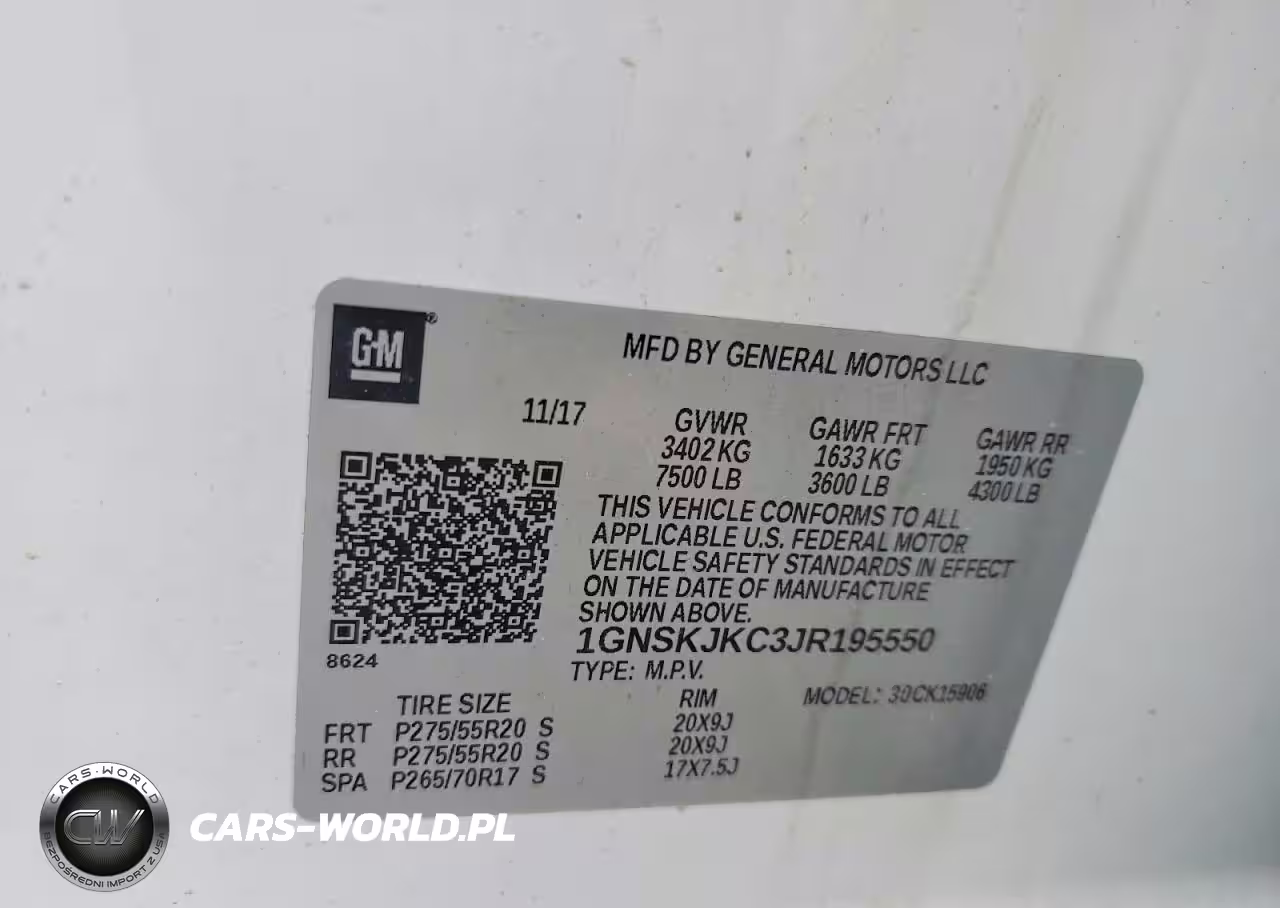 GM®
MFD BY GENERAL MOTORS LLC
11/17
GVWR GAWR FRT GAWR RR
3402 KG 1633 KG 1950 KG
7500 LB 3600 LB 4300 LB
THIS VEHICLE CONFORMS TO ALL
APPLICABLE U.S. FEDERAL MOTOR
VEHICLE SAFETY STANDARDS IN EFFECT
ON THE DATE OF MANUFACTURE
SHOWN ABOVE.
1GNSKJKC3JR195550
8624
TYPE: M.P.V. MODEL: 30CK15906
TIRE SIZE RIM
FRT P275/55R20 S 20X9J
RR P275/55R20 S 20X9J
SPA P265/70R17 S 17X7.5J
CARS-WORLD
CW
BEZPOŚREDNI IMPORT Z USA
CARS-WORLD.PL